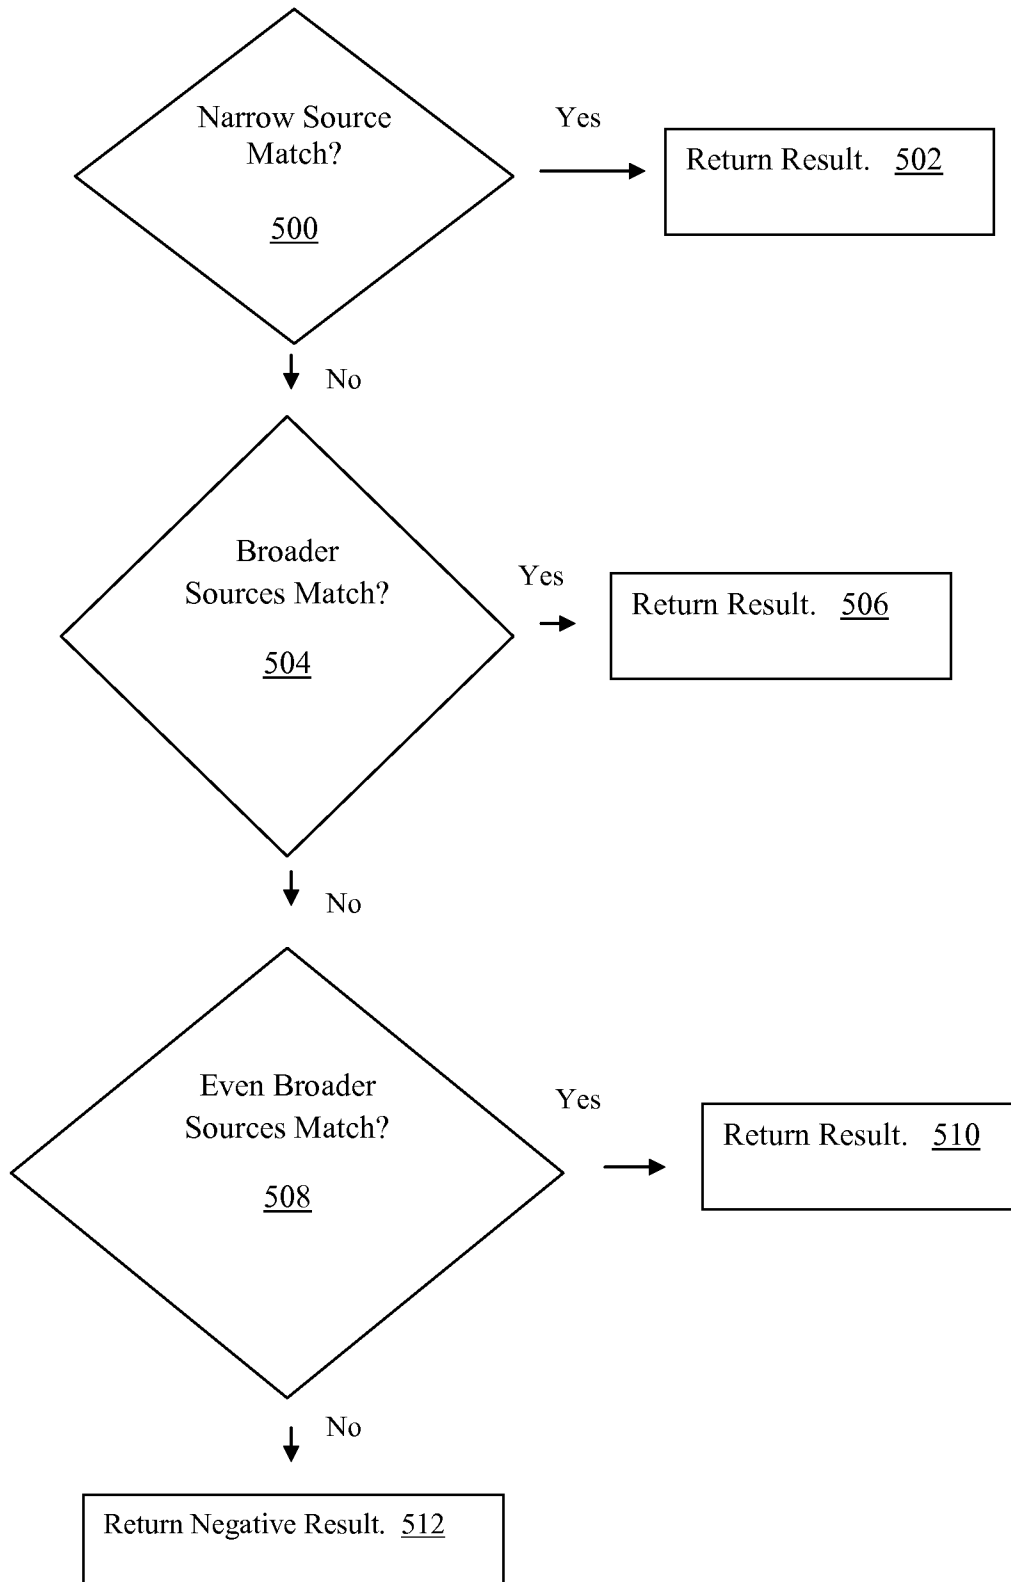 Narrow Source
Match?
500
Yes
Return Result. 502
No
Broader
Sources Match?
504
Yes
Return Result. 506
No
Even Broader
Sources Match?
508
Yes
Return Result. 510
No
Return Negative Result. 512